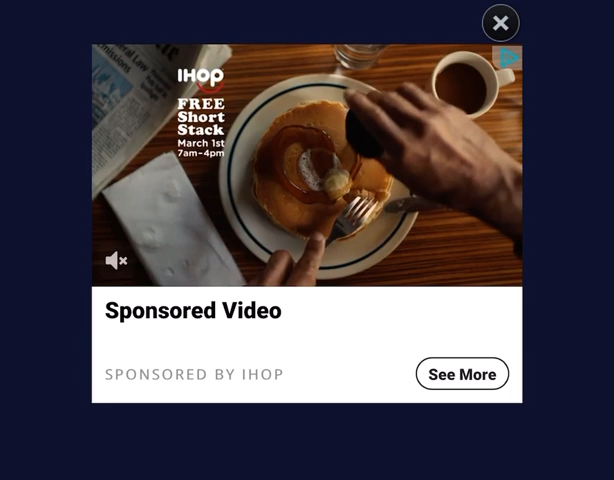 IHOP
FREE
Short
Stack
March 1st
7am–4pm
Sponsored Video
SPONSORED BY IHOP
See More